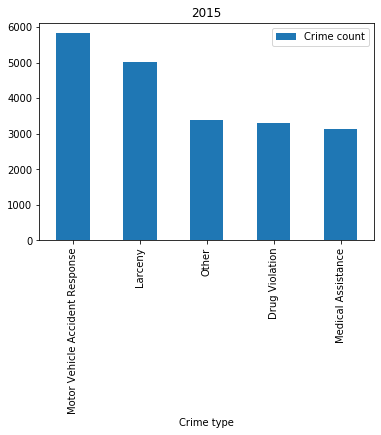 2015
Crime count
6000
5000
4000
3000
2000
1000
0
Motor Vehicle Accident Response
Larceny
Other
Drug Violation
Medical Assistance
Crime type